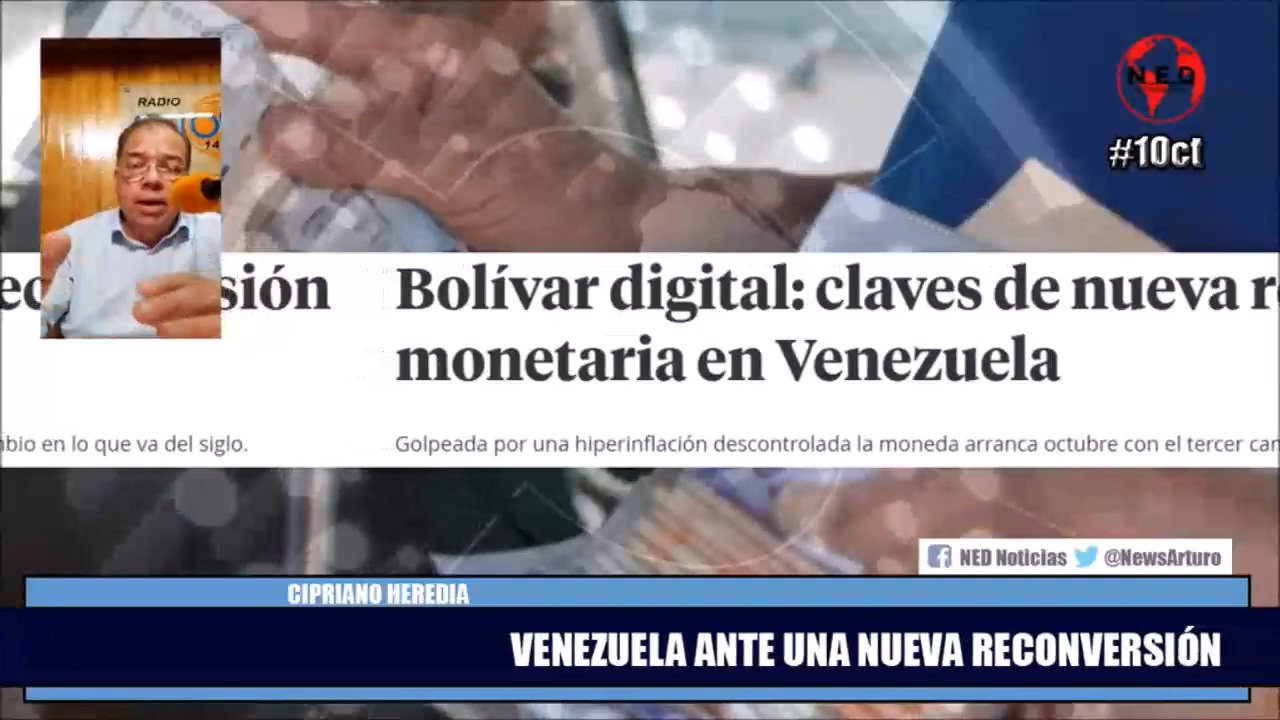 RADIO
14
NED
#10ct
sión
Bolívar digital: claves de nueva
monetaria en Venezuela
en lo que va del siglo.
Golpeada por una hiperinflación descontrolada la moneda arranca octubre con el tercer
NED Noticias @NewsArturo
CIPRIANO HEREDIA
VENEZUELA ANTE UNA NUEVA RECONVERSIÓN